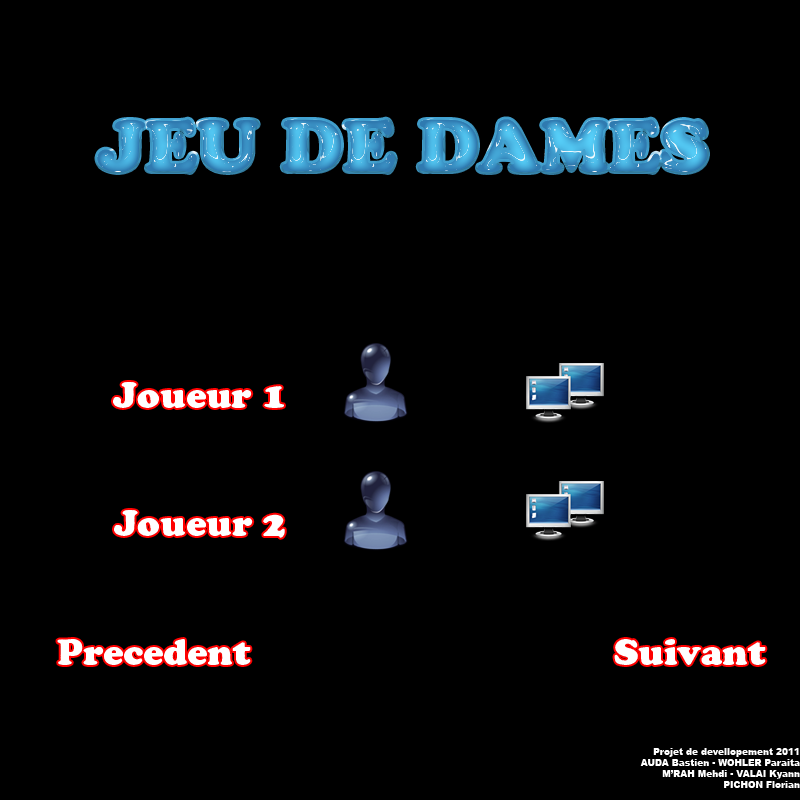 JEU DE DAMES
Joueur 1
Joueur 2
Precedent
Suivant
Projet de devellopement 2011
AUDA Bastien - WOHLER Paraita
M'RAH Mehdi - VALAI Kyann
PICHON Florian